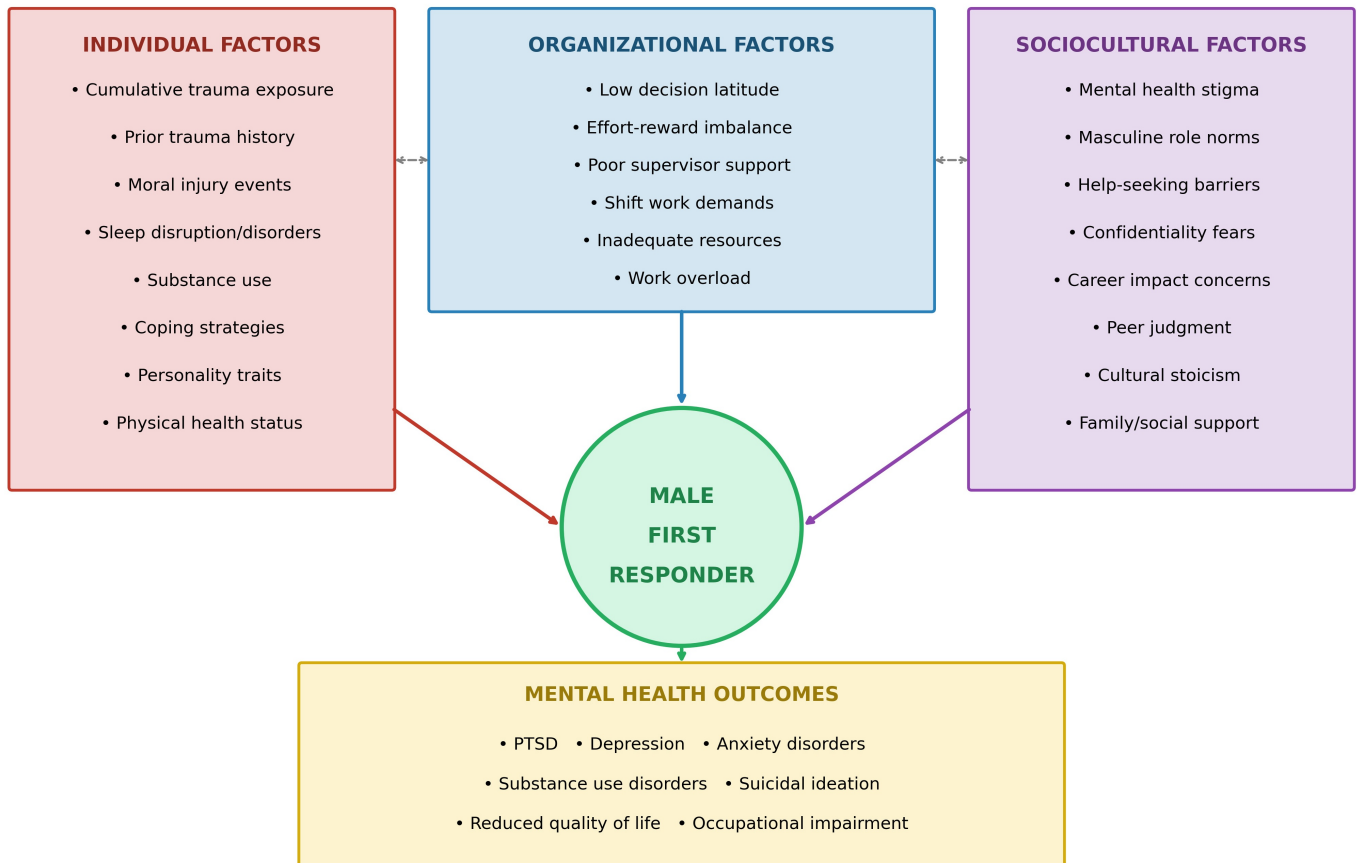 INDIVIDUAL FACTORS
• Cumulative trauma exposure
• Prior trauma history
• Moral injury events
• Sleep disruption/disorders
• Substance use
• Coping strategies
• Personality traits
• Physical health status
ORGANIZATIONAL FACTORS
• Low decision latitude
• Effort-reward imbalance
• Poor supervisor support
• Shift work demands
• Inadequate resources
• Work overload
SOCIOCULTURAL FACTORS
• Mental health stigma
• Masculine role norms
• Help-seeking barriers
• Confidentiality fears
• Career impact concerns
• Peer judgment
• Cultural stoicism
• Family/social support
MALE
FIRST
RESPONDER
MENTAL HEALTH OUTCOMES
• PTSD • Depression • Anxiety disorders
• Substance use disorders • Suicidal ideation
• Reduced quality of life • Occupational impairment